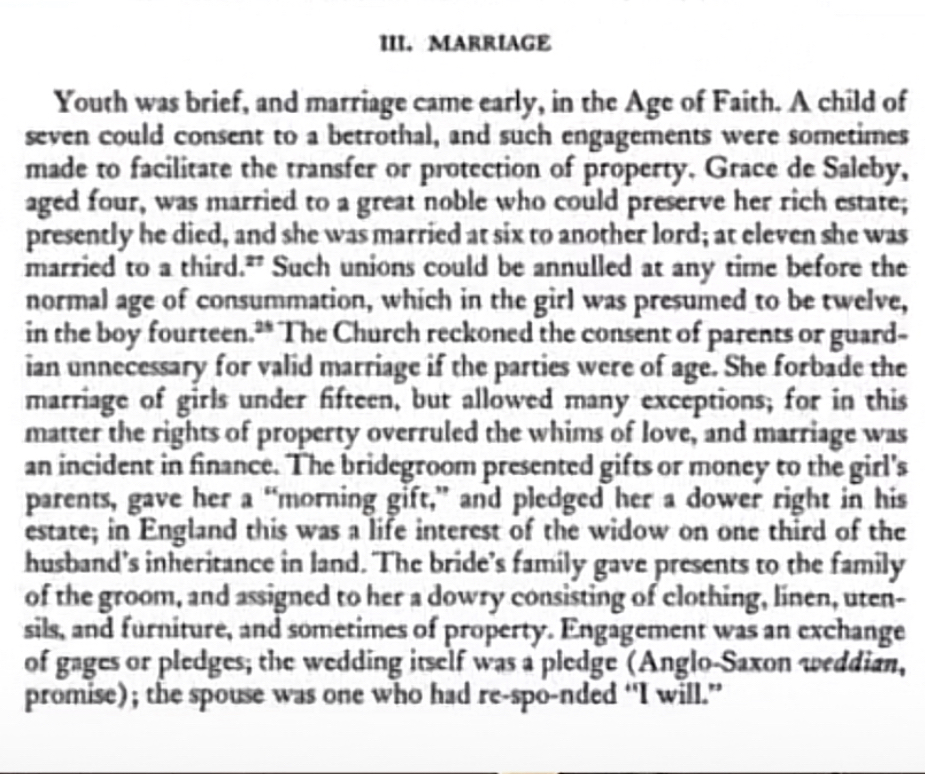 III. MARRIAGE
Youth was brief, and marriage came early, in the Age of Faith. A child of
seven could consent to a betrothal, and such engagements were sometimes
made to facilitate the transfer or protection of property. Grace de Saleby,
aged four, was married to a great noble who could preserve her rich estate;
presently he died, and she was married at six to another lord; at eleven she was
married to a third.²⁷ Such unions could be annulled at any time before the
normal age of consummation, which in the girl was presumed to be twelve,
in the boy fourteen.²⁸ The Church reckoned the consent of parents or guard-
ian unnecessary for valid marriage if the parties were of age. She forbade the
marriage of girls under fifteen, but allowed many exceptions; for in this
matter the rights of property overruled the whims of love, and marriage was
an incident in finance. The bridegroom presented gifts or money to the girl's
parents, gave her a "morning gift," and pledged her a dower right in his
estate; in England this was a life interest of the widow on one third of the
husband's inheritance in land. The bride's family gave presents to the family
of the groom, and assigned to her a dowry consisting of clothing, linen, uten-
sils, and furniture, and sometimes of property. Engagement was an exchange
of gages or pledges; the wedding itself was a pledge (Anglo-Saxon weddian,
promise); the spouse was one who had re-spo-nded "I will."